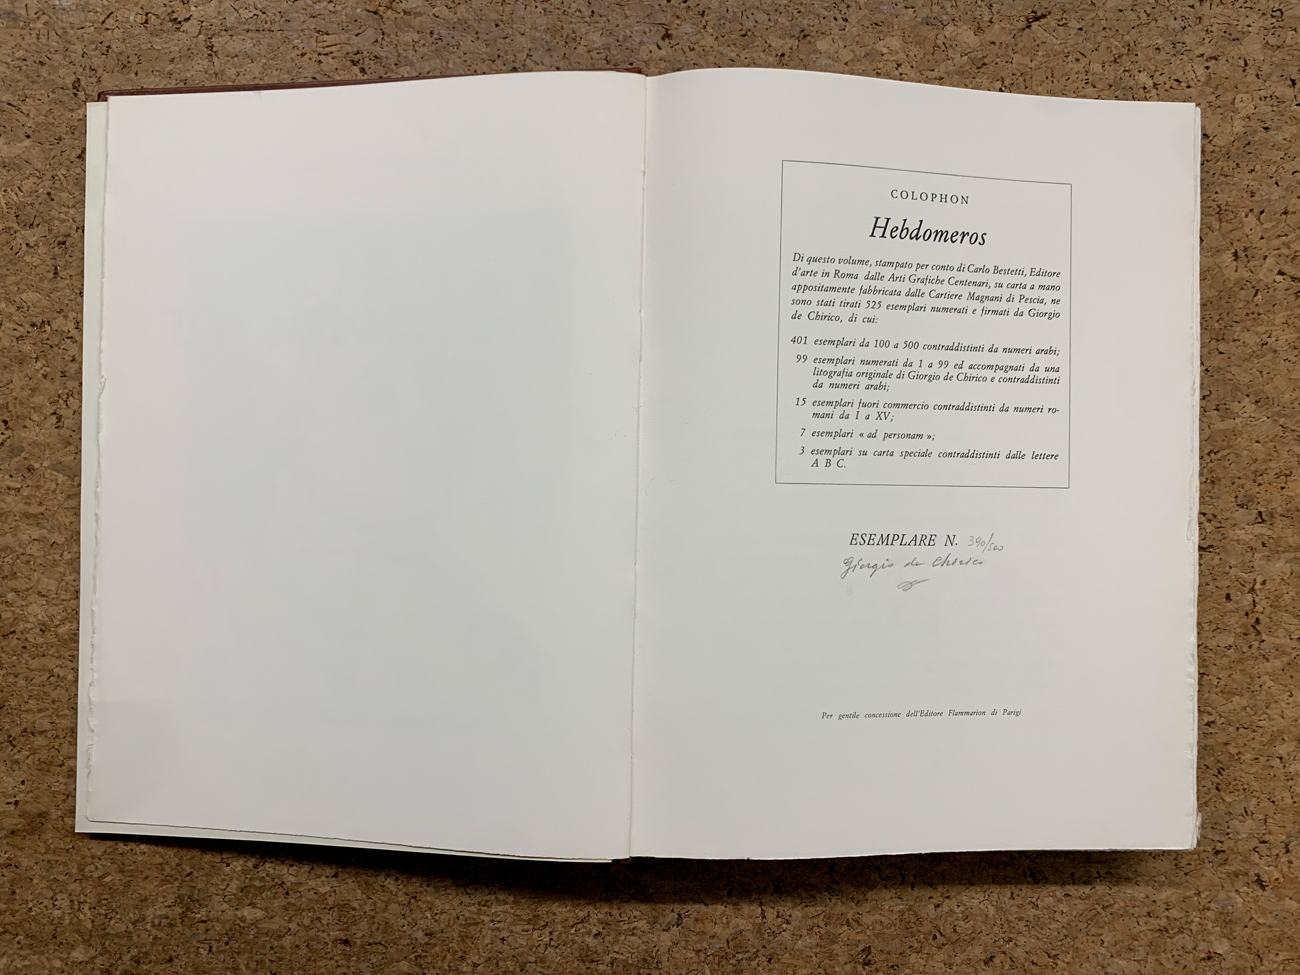 COLOPHON
Hebdomeros
Di questo volume, stampato per conto di Carlo Bestetti, Editore
d'arte in Roma dalle Arti Grafiche Centenari, su carta a mano
appositamente fabbricata dalle Cartiere Magnani di Pescia, ne
sono stati tirati 525 esemplari numerati e firmati da Giorgio
de Chirico, di cui:
401 esemplari da 100 a 500 contraddistinti da numeri arabi;
99 esemplari numerati da 1 a 99 ed accompagnati da una
litografia originale di Giorgio de Chirico e contraddistinti
da numeri arabi;
15 esemplari fuori commercio contraddistinti da numeri ro-
mani da I a XV;
7 esemplari « ad personam »;
3 esemplari su carta speciale contraddistinti dalle lettere
A B C.
ESEMPLARE N. 390/500
Giorgio de Chirico
Per gentile concessione dell'Editore Flammarion di Parigi